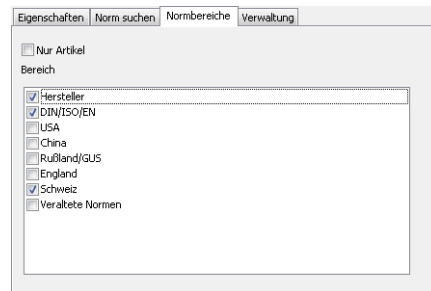 Eigenschaften Norm suchen Normbereiche Verwaltung
Nur Artikel
Bereich
Hersteller
DIN/ISO/EN
USA
China
Rußland/GUS
England
Schweiz
Veraltete Normen